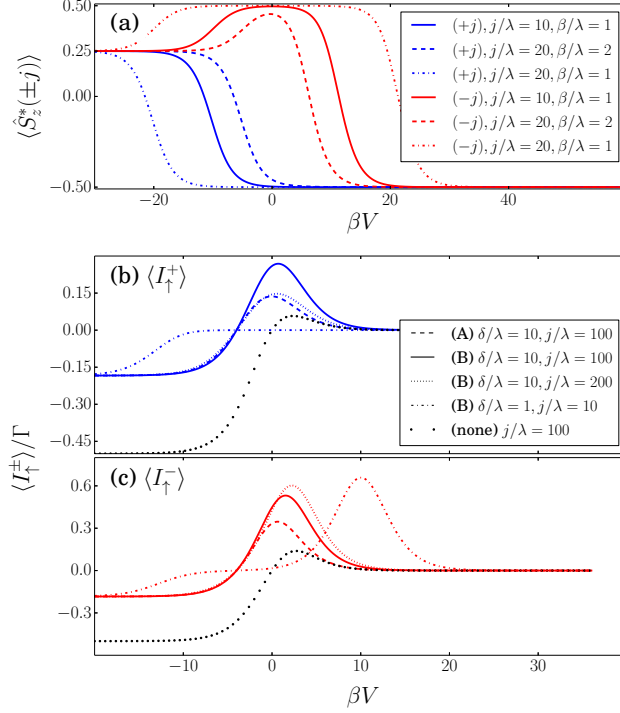 (a)
0.50
0.25
0.00
−0.50
⟨Ŝ*_z(±j)⟩
(+j), j/λ = 10, β/λ = 1
(+j), j/λ = 20, β/λ = 2
(+j), j/λ = 20, β/λ = 1
(−j), j/λ = 10, β/λ = 1
(−j), j/λ = 20, β/λ = 2
(−j), j/λ = 20, β/λ = 1
−20 0 20 40
βV
(b) ⟨I↑⁺⟩
0.15
0.00
−0.15
−0.30
−0.45
(A) δ/λ = 10, j/λ = 100
(B) δ/λ = 10, j/λ = 100
(B) δ/λ = 10, j/λ = 200
(B) δ/λ = 1, j/λ = 10
(none) j/λ = 100
⟨I↑^±⟩/Γ
(c) ⟨I↑⁻⟩
0.6
0.3
0.0
−0.3
−10 0 10 20 30
βV